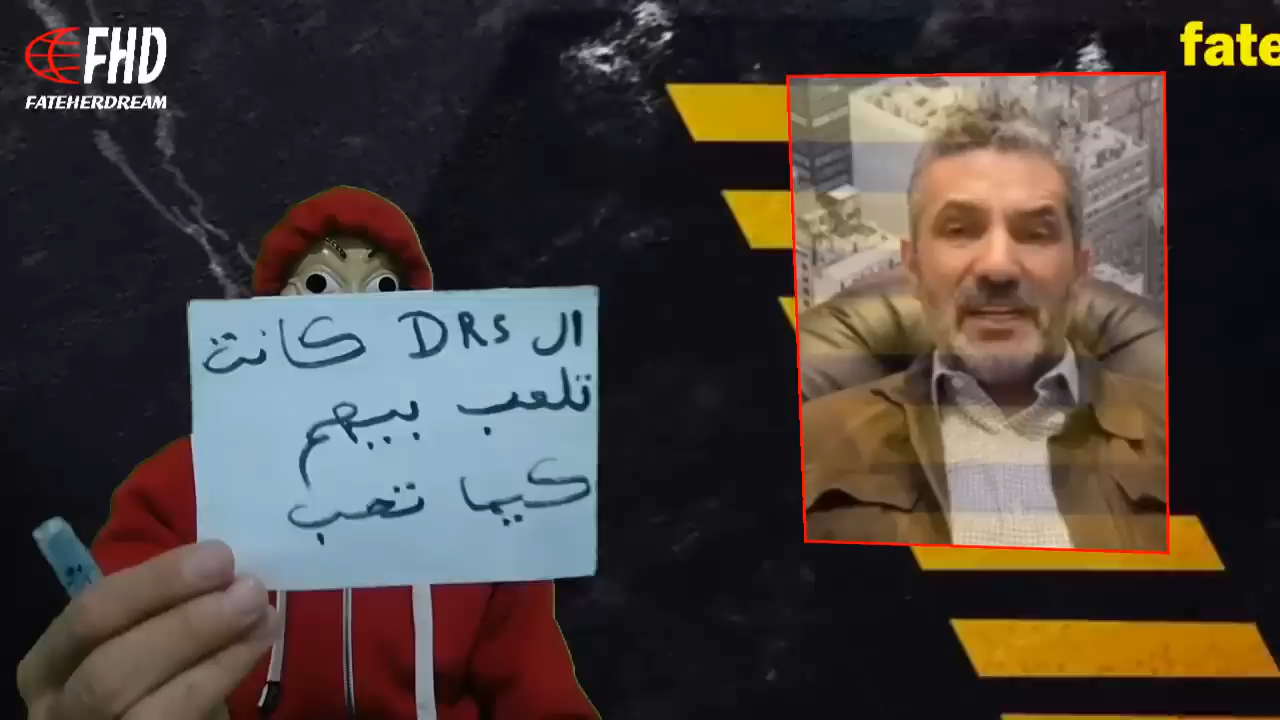 FHD
FATEHERDREAM
fate
ال DRS كانت
تلعب بيهم
كيما تحب